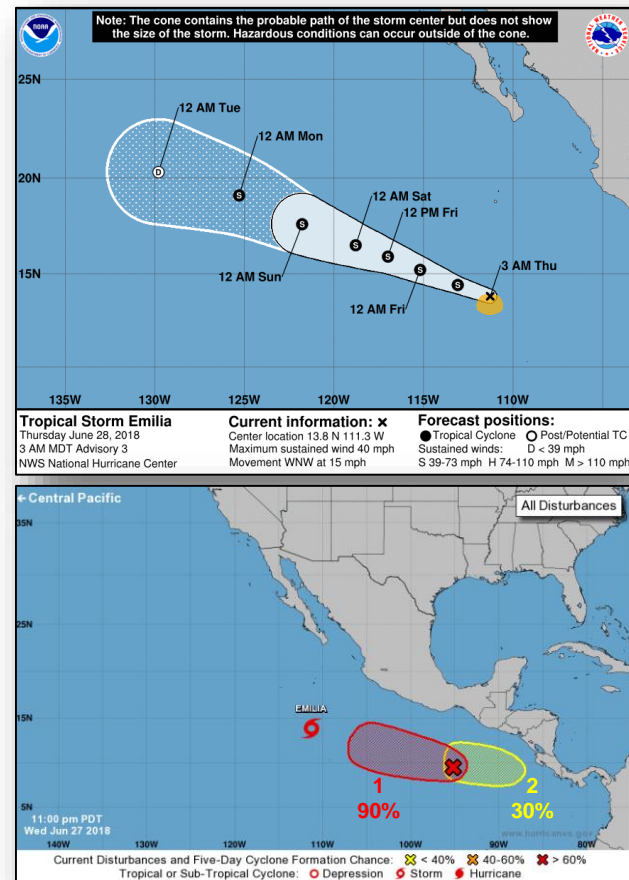 Note: The cone contains the probable path of the storm center but does not show
the size of the storm. Hazardous conditions can occur outside of the cone.
NOAA
25N
12 AM Tue
12 AM Mon
20N
12 AM Sat
12 PM Fri
3 AM Thu
12 AM Sun
12 AM Fri
15N
D
S
S
S
S
S
S
135W 130W 125W 120W 115W 110W
Tropical Storm Emilia
Thursday June 28, 2018
3 AM MDT Advisory 3
NWS National Hurricane Center
Current information: ×
Center location 13.8 N 111.3 W
Maximum sustained wind 40 mph
Movement WNW at 15 mph
Forecast positions:
● Tropical Cyclone ○ Post/Potential TC
Sustained winds: D < 39 mph
S 39-73 mph H 74-110 mph M > 110 mph
← Central Pacific
All Disturbances
35N
25N
EMILIA
15N
1
90%
2
30%
5N
11:00 pm PDT
Wed Jun 27 2018
www.hurricanes.gov
140W 130W 120W 110W 100W 90W 80W
Current Disturbances and Five-Day Cyclone Formation Chance: < 40% 40-60% > 60%
Tropical or Sub-Tropical Cyclone: Depression Storm Hurricane